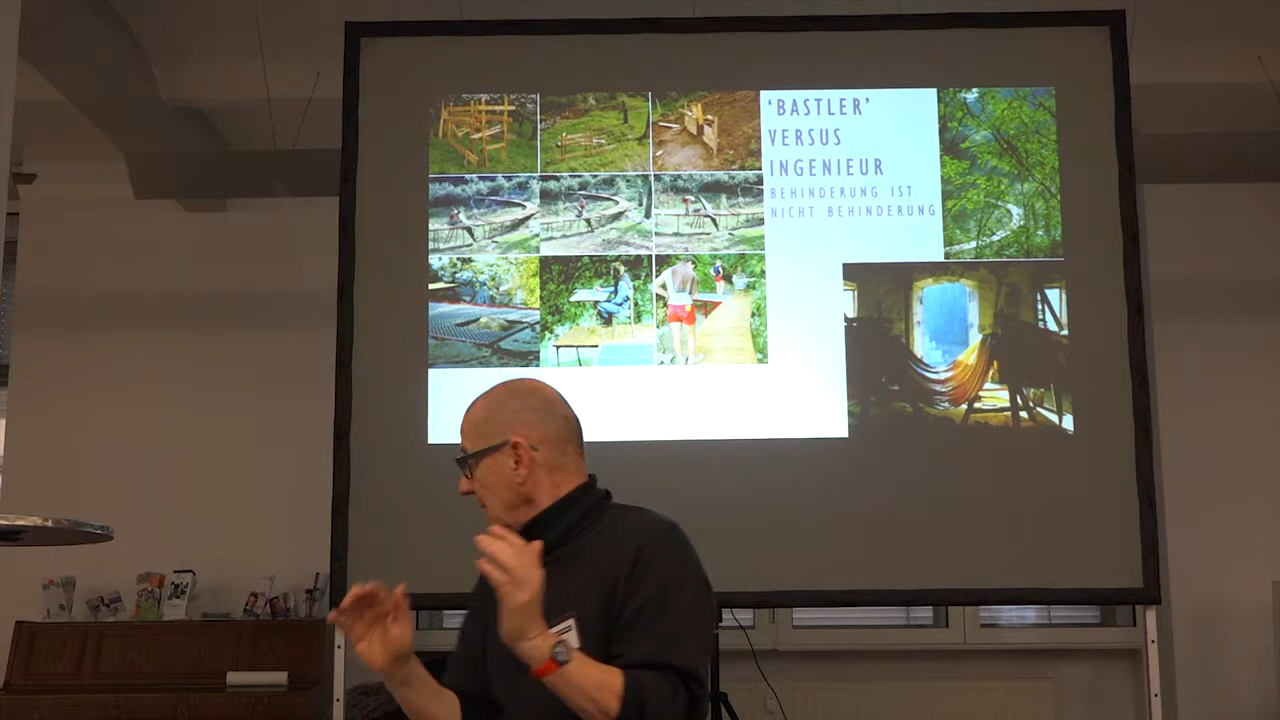 ‘BASTLER’
VERSUS
INGENIEUR
BEHINDERUNG IST
NICHT BEHINDERUNG